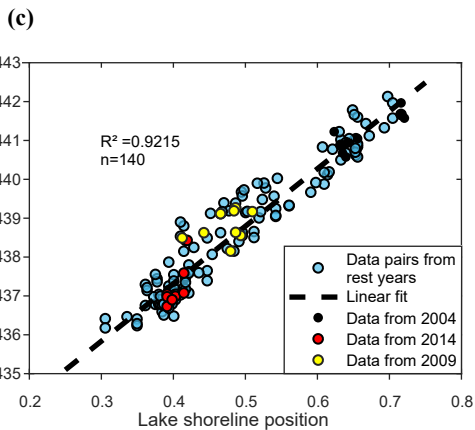 (c)
443
442
441
440
439
438
437
436
435
R² =0.9215
n=140
Data pairs from
rest years
Linear fit
Data from 2004
Data from 2014
Data from 2009
0.2 0.3 0.4 0.5 0.6 0.7 0.8
Lake shoreline position